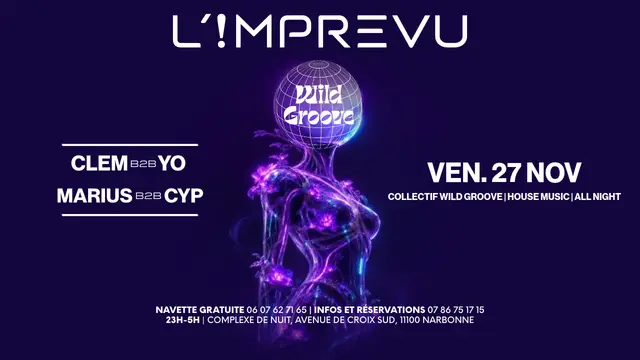 L'!MPREVU
Wild
Groove
CLEM B2B YO
MARIUS B2B CYP
VEN. 27 NOV
COLLECTIF WILD GROOVE | HOUSE MUSIC | ALL NIGHT
NAVETTE GRATUITE 06 07 62 71 65 | INFOS ET RÉSERVATIONS 07 86 75 17 15
23H-5H | COMPLEXE DE NUIT, AVENUE DE CROIX SUD, 11100 NARBONNE